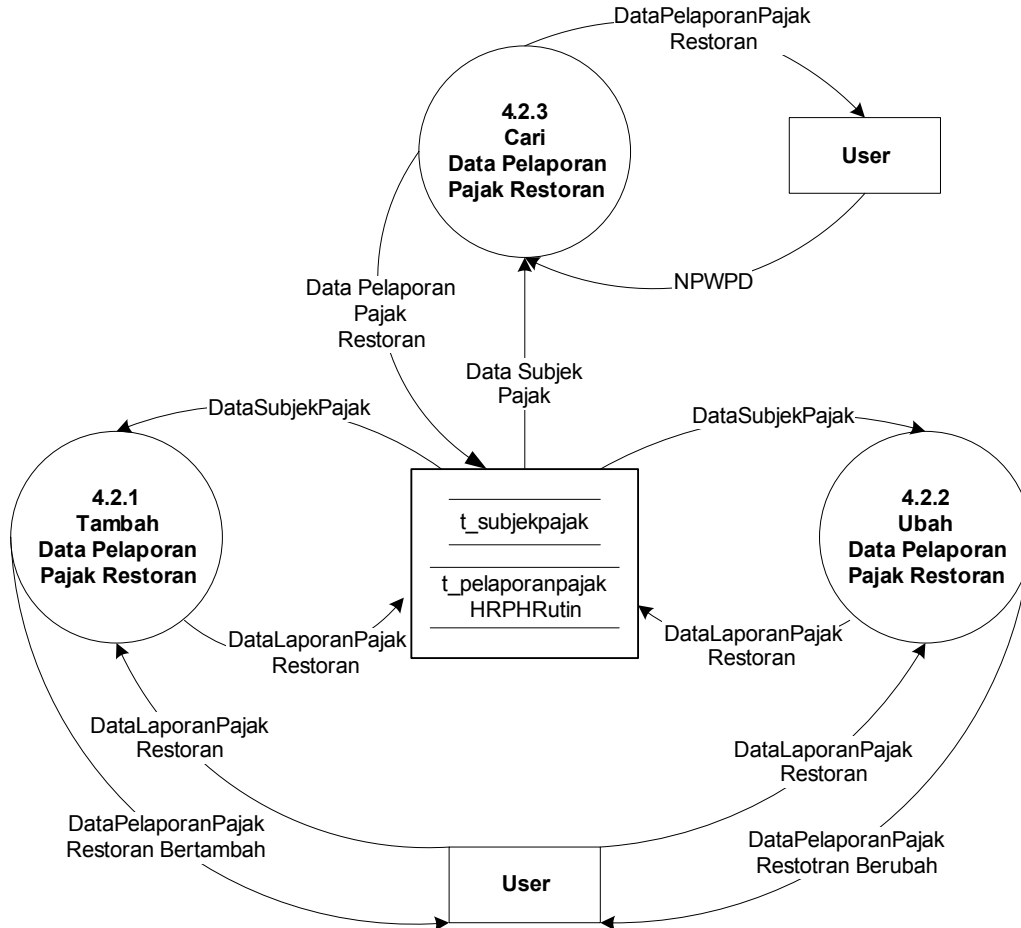 DataPelaporanPajak
Restoran
4.2.3
Cari
Data Pelaporan
Pajak Restoran
User
NPWPD
Data Pelaporan
Pajak
Restoran
Data Subjek
Pajak
DataSubjekPajak
DataSubjekPajak
4.2.1
Tambah
Data Pelaporan
Pajak Restoran
t_subjekpajak
t_pelaporanpajak
HRPHRutin
4.2.2
Ubah
Data Pelaporan
Pajak Restoran
DataLaporanPajak
Restoran
DataLaporanPajak
Restoran
DataLaporanPajak
Restoran
DataLaporanPajak
Restoran
DataPelaporanPajak
Restoran Bertambah
DataPelaporanPajak
Restotran Berubah
User